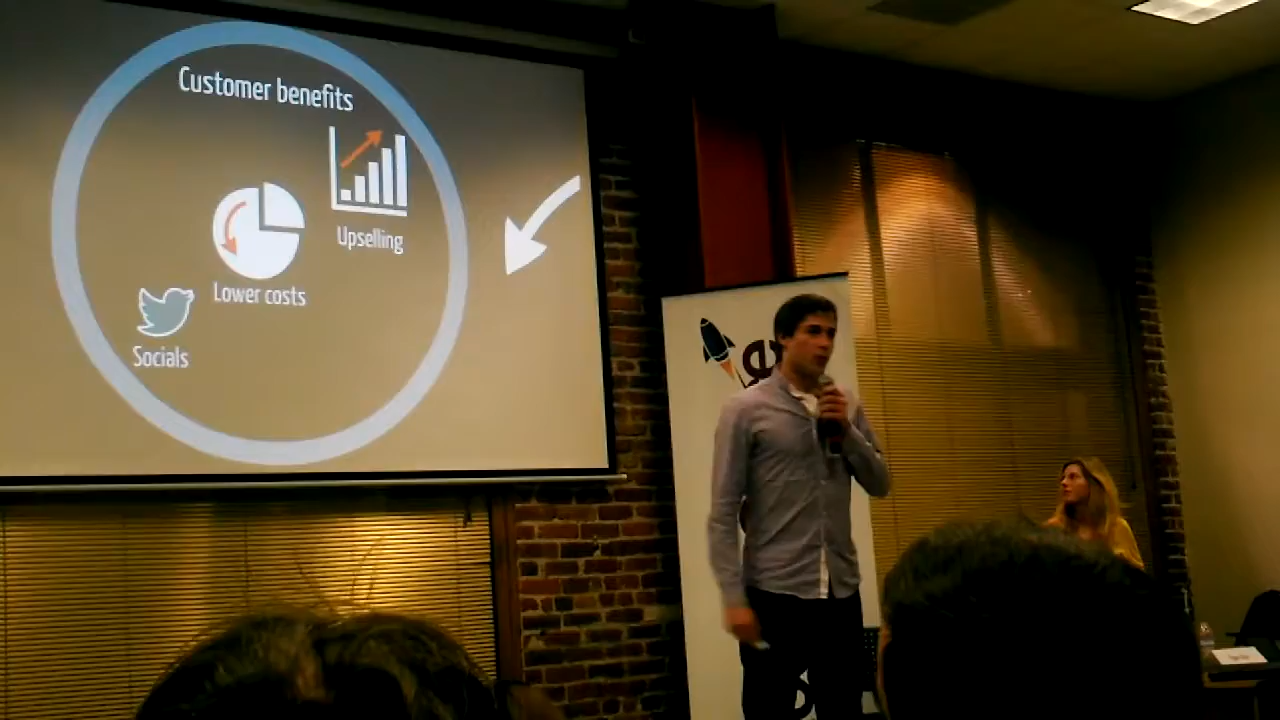 Customer benefits
Upselling
Lower costs
Socials